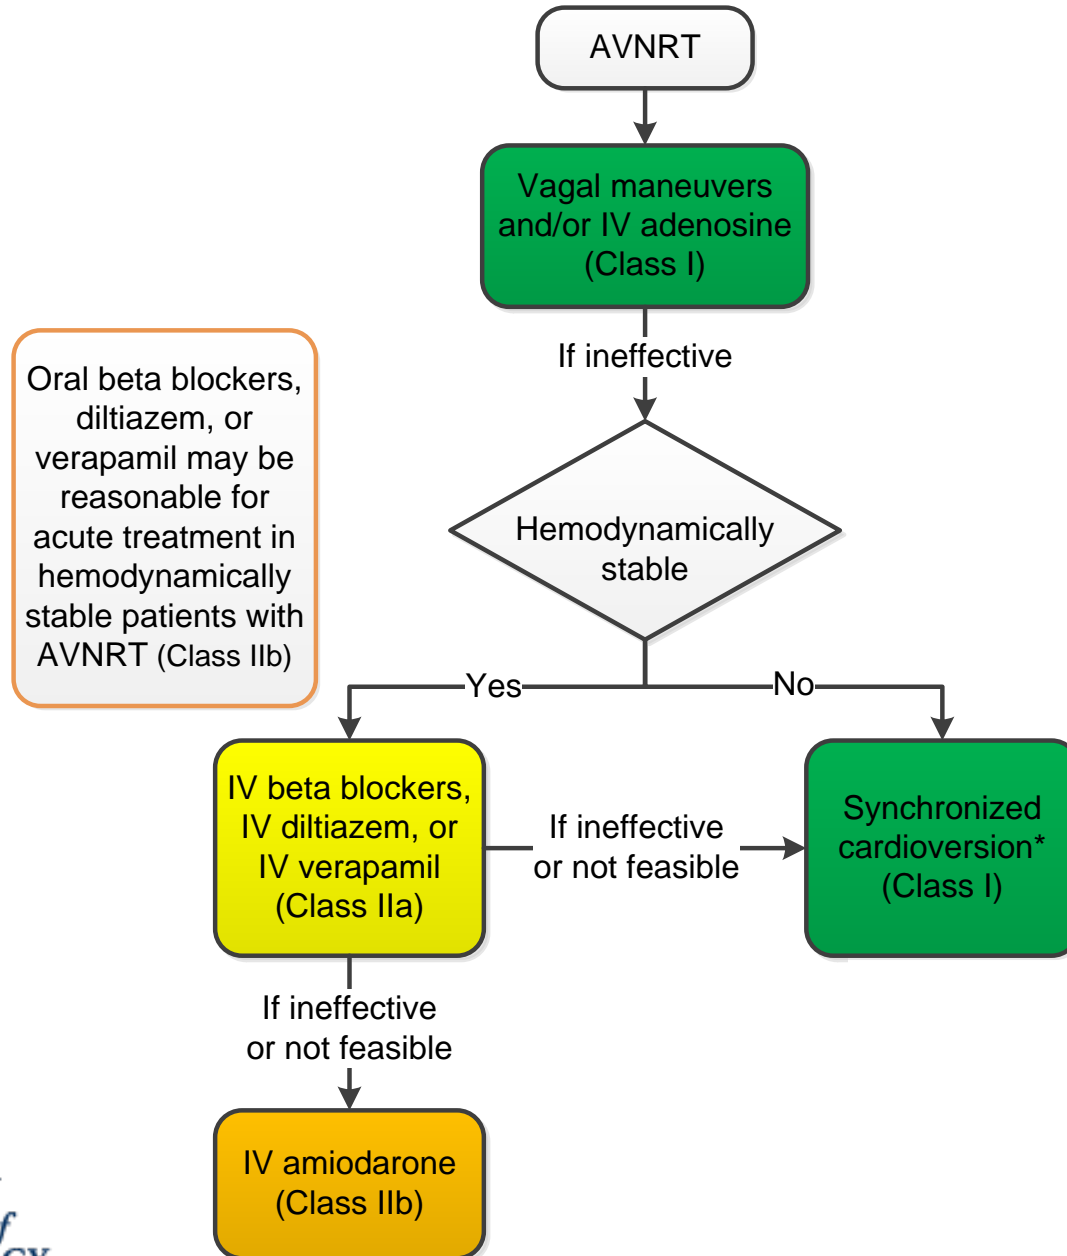 AVNRT
Vagal maneuvers
and/or IV adenosine
(Class I)
If ineffective
Oral beta blockers,
diltiazem, or
verapamil may be
reasonable for
acute treatment in
hemodynamically
stable patients with
AVNRT (Class IIb)
Hemodynamically
stable
Yes
No
IV beta blockers,
IV diltiazem, or
IV verapamil
(Class IIa)
If ineffective
or not feasible
Synchronized
cardioversion*
(Class I)
If ineffective
or not feasible
IV amiodarone
(Class IIb)
of